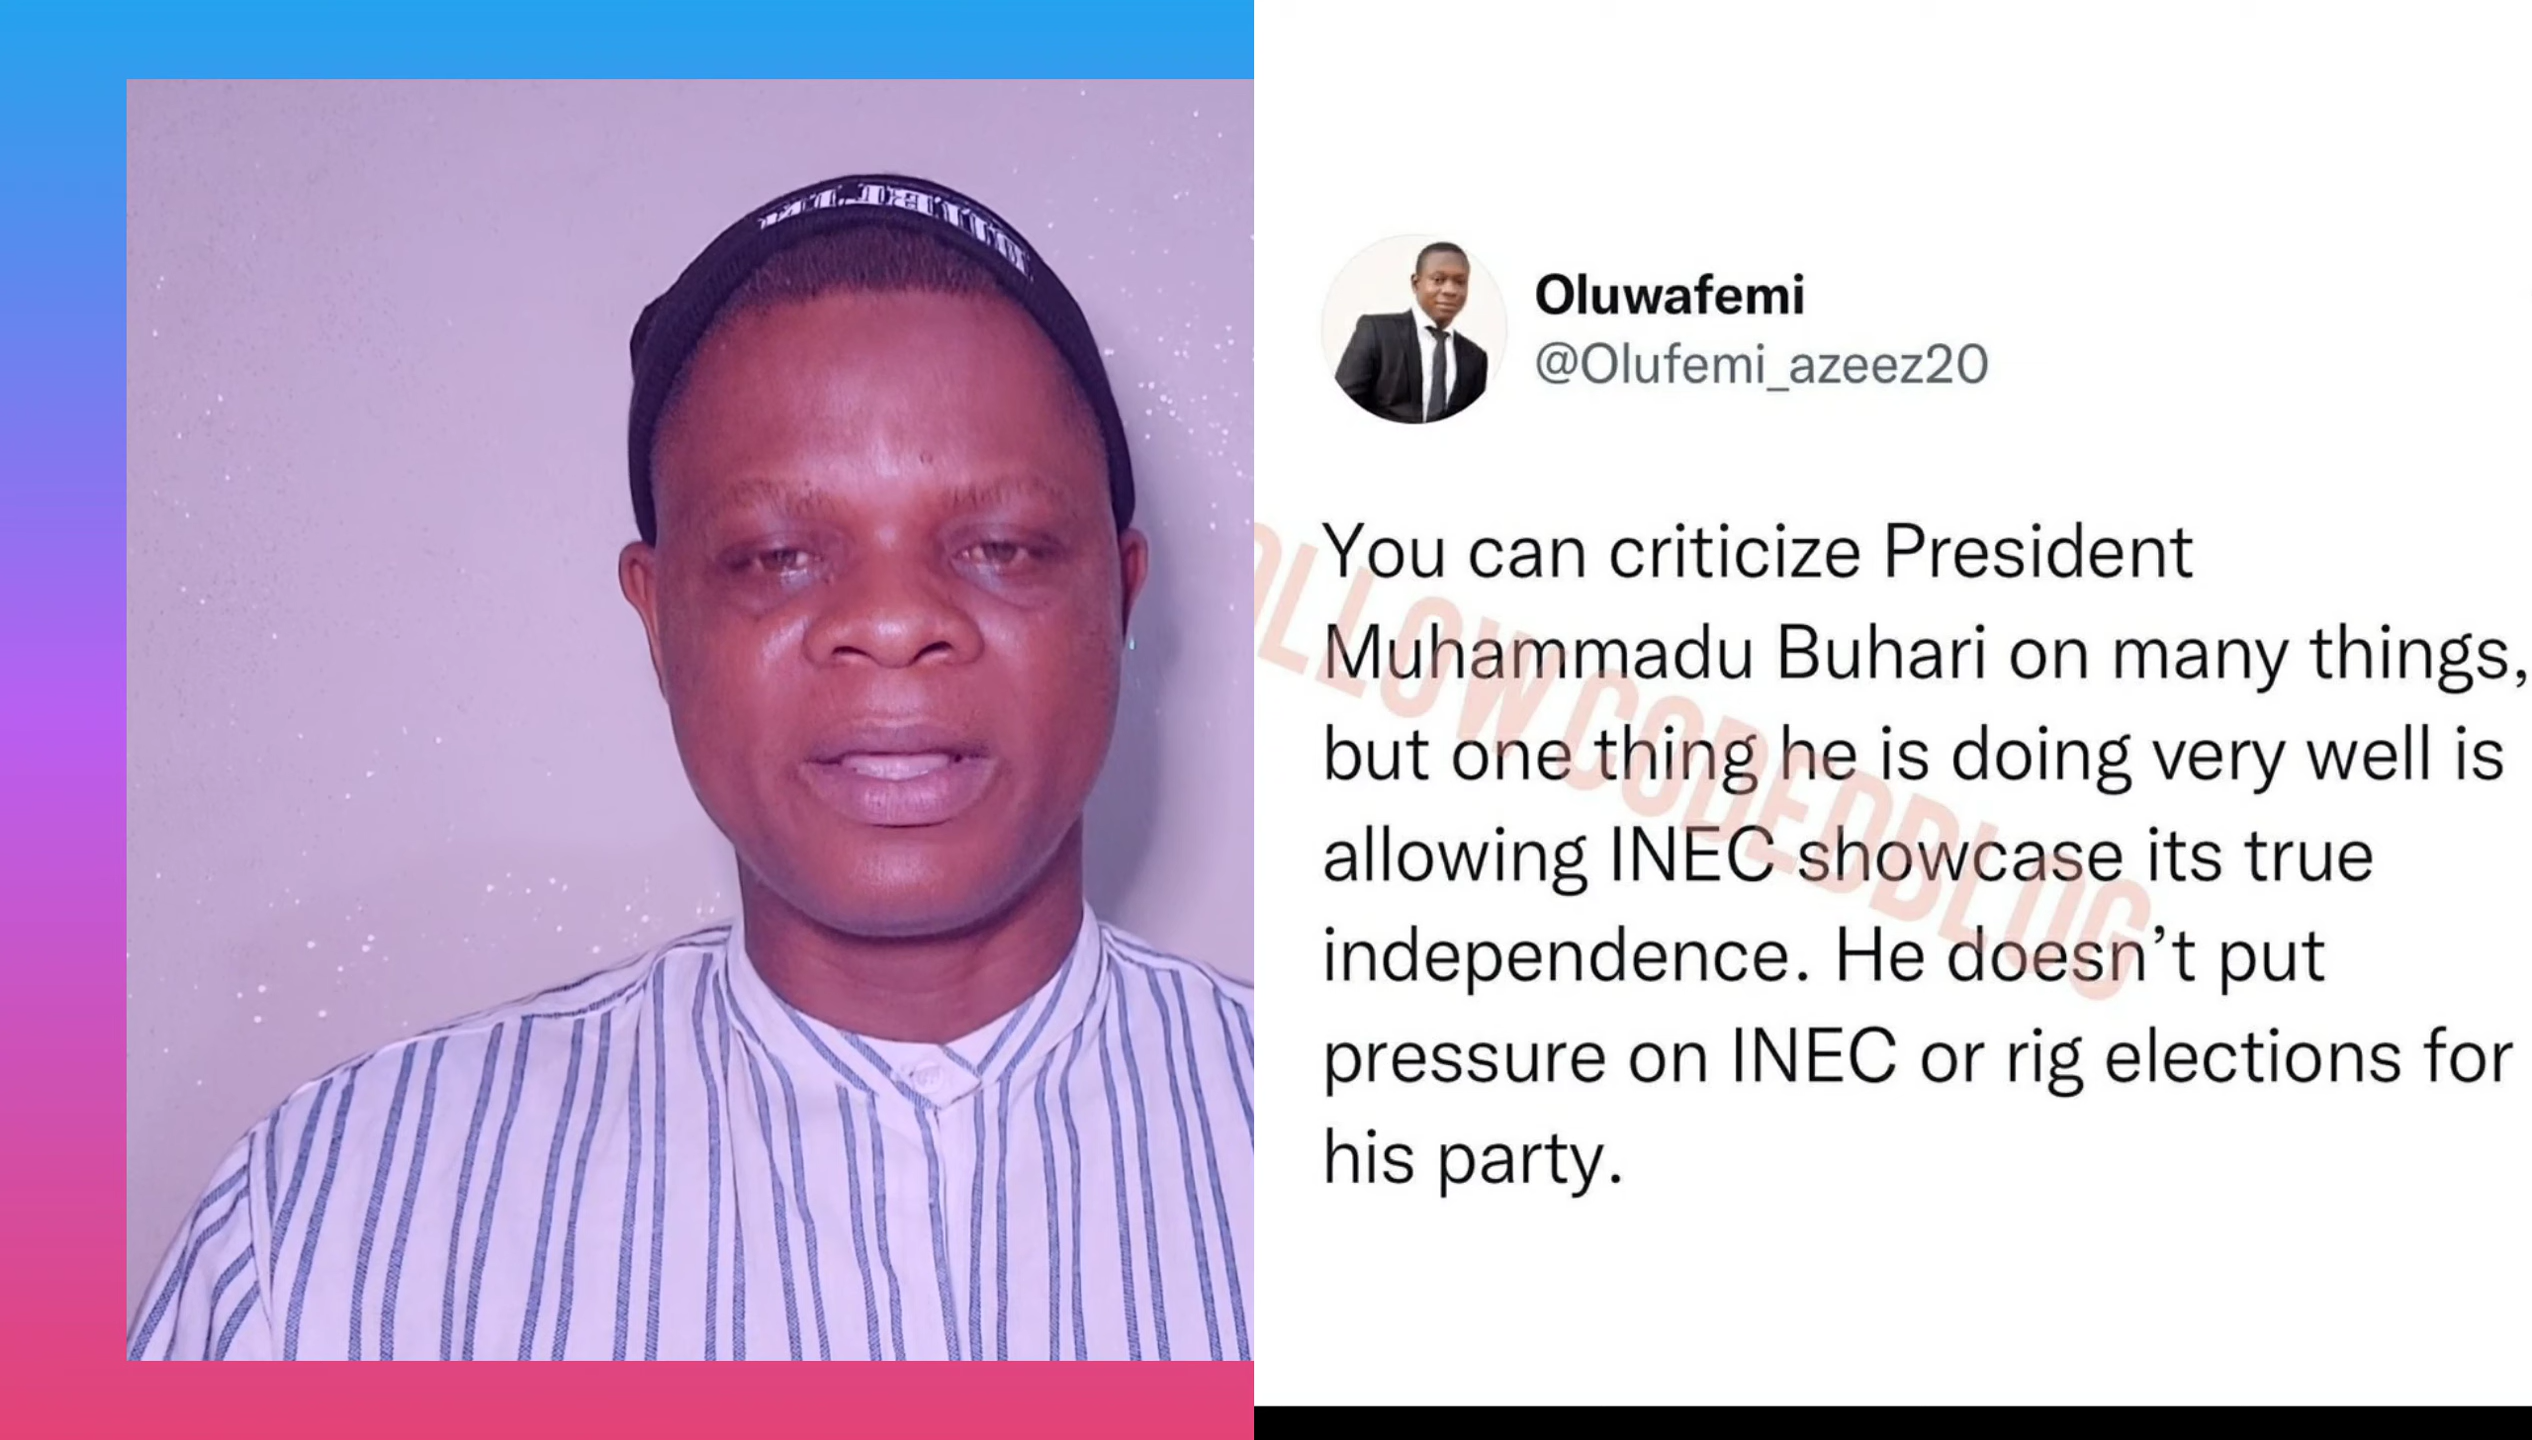 Oluwafemi
@Olufemi_azeez20
You can criticize President
Muhammadu Buhari on many things,
but one thing he is doing very well is
allowing INEC showcase its true
independence. He doesn’t put
pressure on INEC or rig elections for
his party.
OLLOW CODEDBLOG